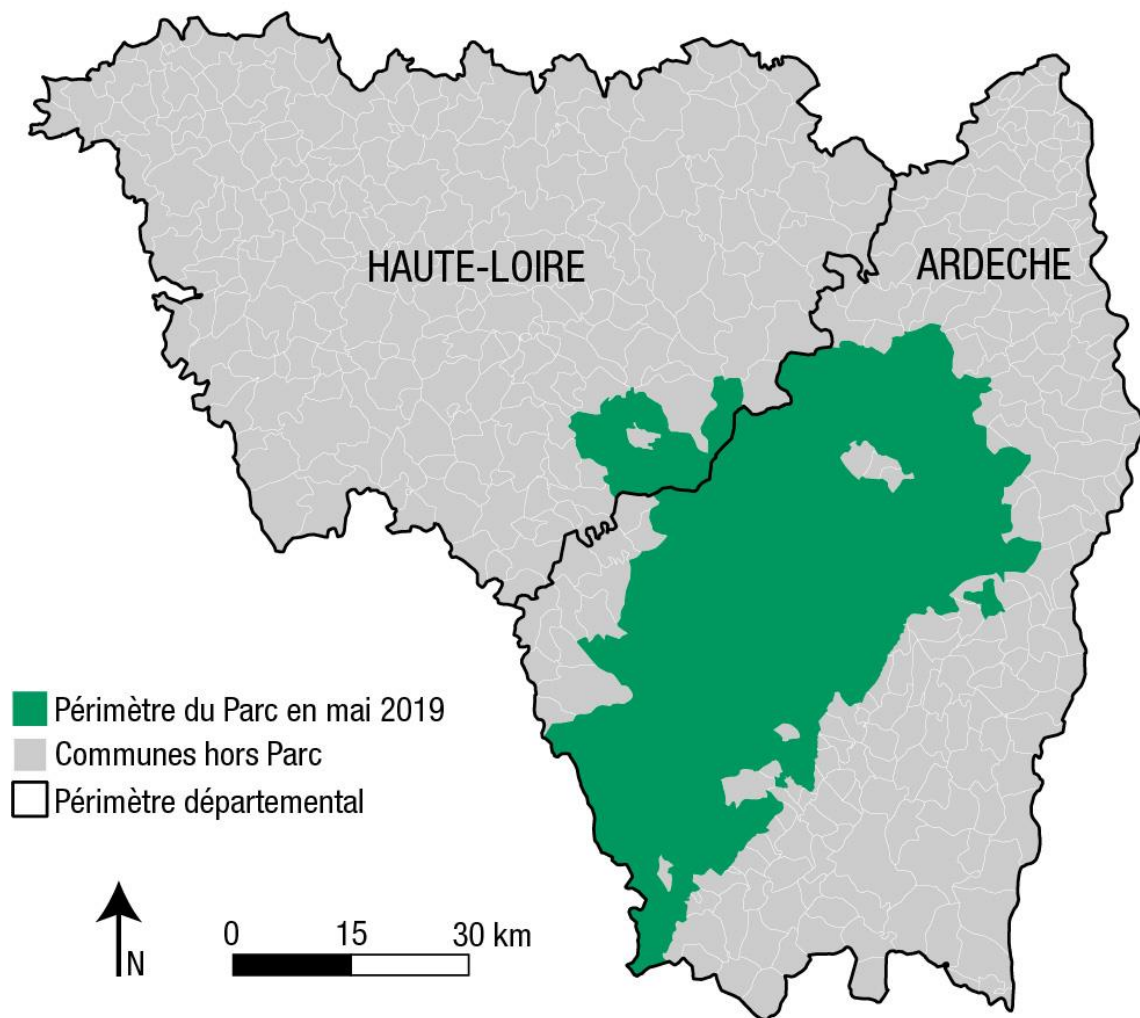 HAUTE-LOIRE
ARDECHE
Périmètre du Parc en mai 2019
Communes hors Parc
Périmètre départemental
N
0 15 30 km